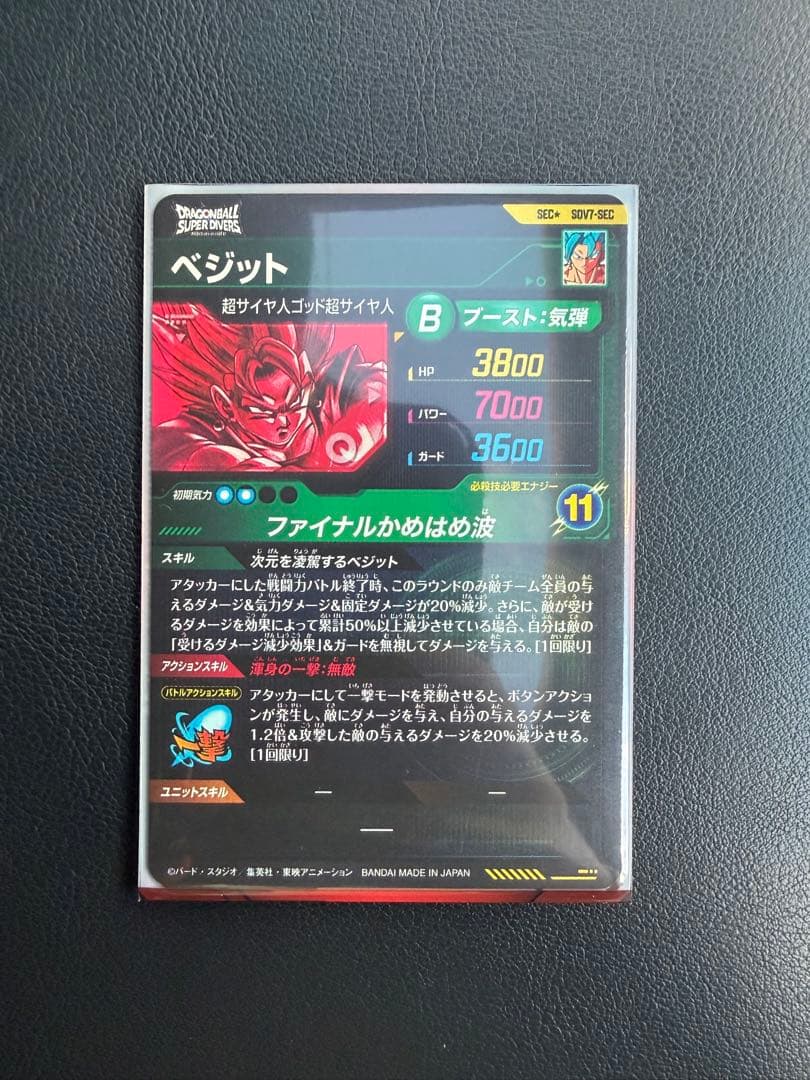 DRAGONBALL
SUPER DIVERS
SEC★ SDV7-SEC
ベジット
超サイヤ人ゴッド超サイヤ人
B ブースト:気弾
HP 3800
パワー 7000
ガード 3600
初期気力
必殺技必要エナジー
11
ファイナルかめはめ波
スキル 次元を凌駕するベジット
アタッカーにした戦闘力バトル終了時、このラウンドのみ敵チーム全員の与
えるダメージ&気力ダメージ&固定ダメージが20%減少。さらに、敵が受け
るダメージを効果によって累計50%以上減少させている場合、自分は敵の
「受けるダメージ減少効果」&ガードを無視してダメージを与える。[1回限り]
アクションスキル 渾身の一撃:無敵
バトルアクションスキル
一撃
アタッカーにして一撃モードを発動させると、ボタンアクショ
ンが発生し、敵にダメージを与え、自分の与えるダメージを
1.2倍&攻撃した敵の与えるダメージを20%減少させる。
[1回限り]
ユニットスキル — —
—
©バード・スタジオ/集英社・東映アニメーション BANDAI MADE IN JAPAN